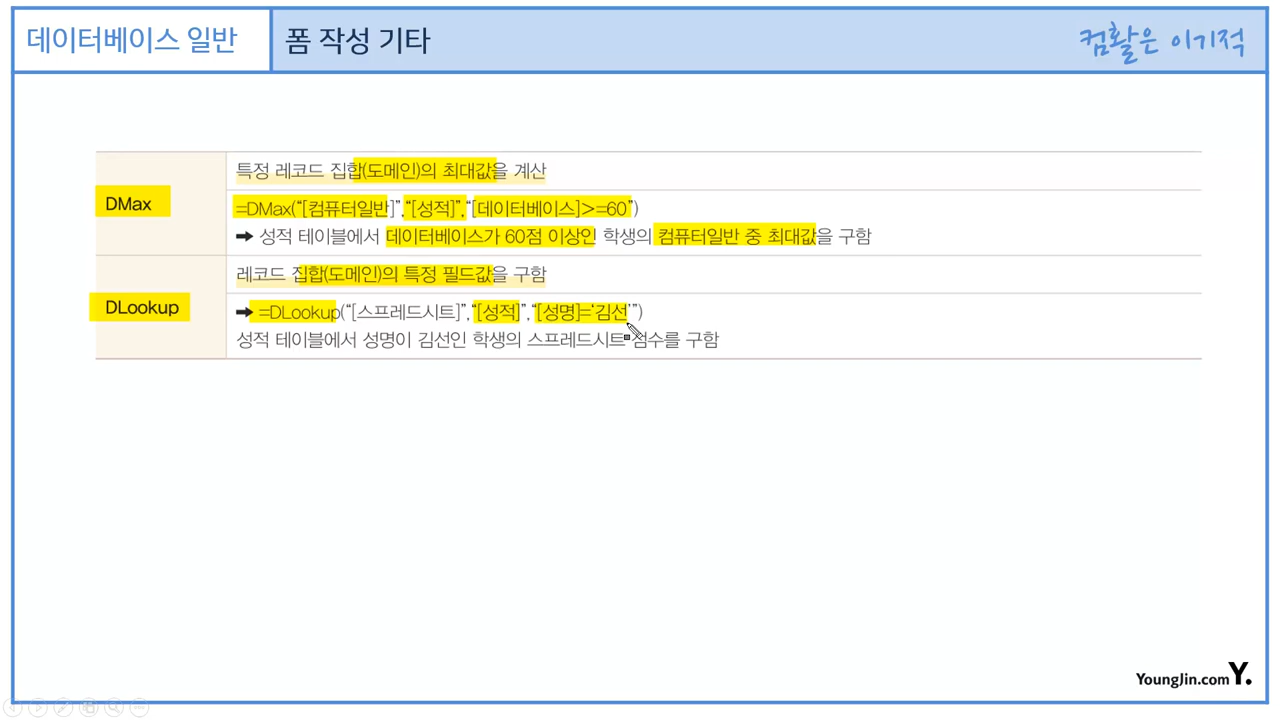 데이터베이스 일반
폼 작성 기타
컴활은 이기적
특정 레코드 집합(도메인)의 최대값을 계산
DMax
=DMax(“[컴퓨터일반]”,“[성적]”,“[데이터베이스]>=60”)
➡ 성적 테이블에서 데이터베이스가 60점 이상인 학생의 컴퓨터일반 중 최대값을 구함
레코드 집합(도메인)의 특정 필드값을 구함
DLookup
➡ =DLookup(“[스프레드시트]”,“[성적]”,“[성명]=‘김선’”)
성적 테이블에서 성명이 김선인 학생의 스프레드시트 점수를 구함
YoungJin.com Y.